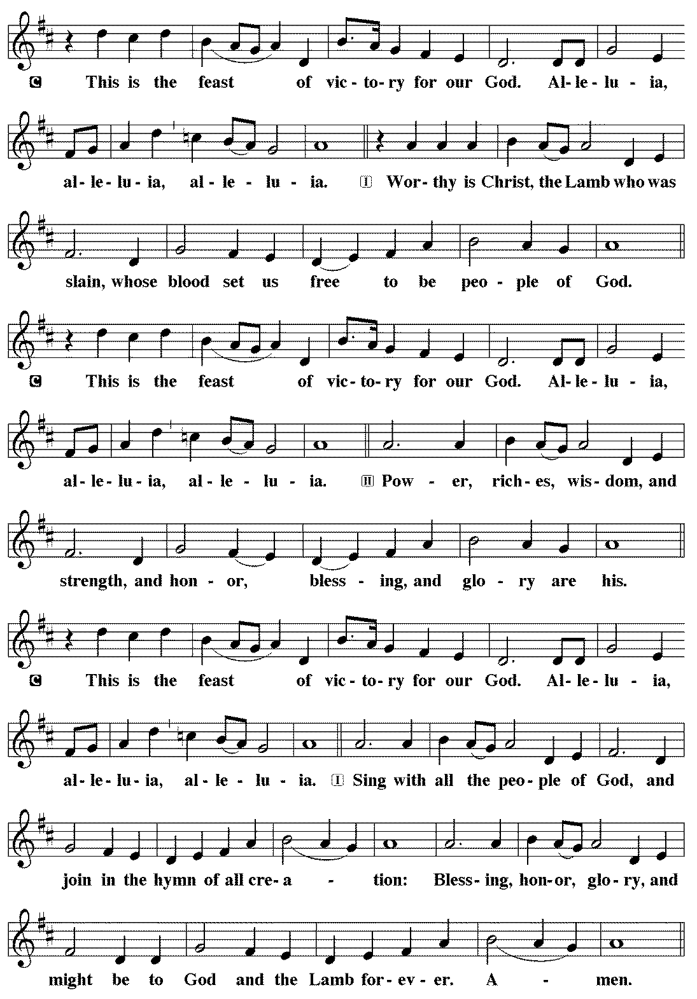 C This is the feast of vic - to - ry for our God. Al - le - lu - ia,
al - le - lu - ia, al - le - lu - ia. I Wor - thy is Christ, the Lamb who was
slain, whose blood set us free to be peo - ple of God.
C This is the feast of vic - to - ry for our God. Al - le - lu - ia,
al - le - lu - ia, al - le - lu - ia. II Pow - er, rich - es, wis - dom, and
strength, and hon - or, bless - ing, and glo - ry are his.
C This is the feast of vic - to - ry for our God. Al - le - lu - ia,
al - le - lu - ia, al - le - lu - ia. I Sing with all the peo - ple of God, and
join in the hymn of all cre - a - tion: Bless - ing, hon - or, glo - ry, and
might be to God and the Lamb for - ev - er. A - men.